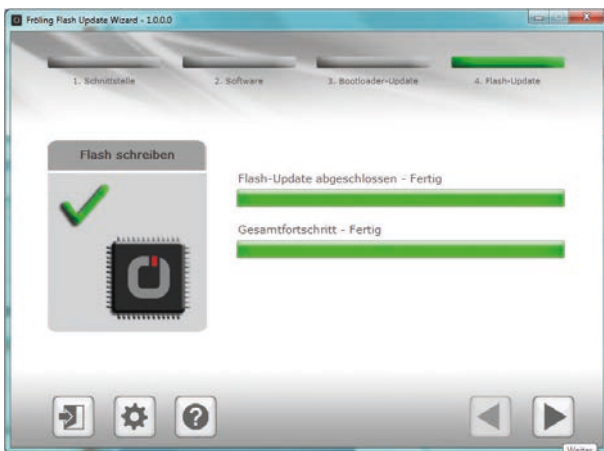 Fröling Flash Update Wizard - 1.0.0.0
1. Schnittstelle
2. Software
3. Bootloader-Update
4. Flash-Update
Flash schreiben
Flash-Update abgeschlossen - Fertig
Gesamtfortschritt - Fertig
Weiter